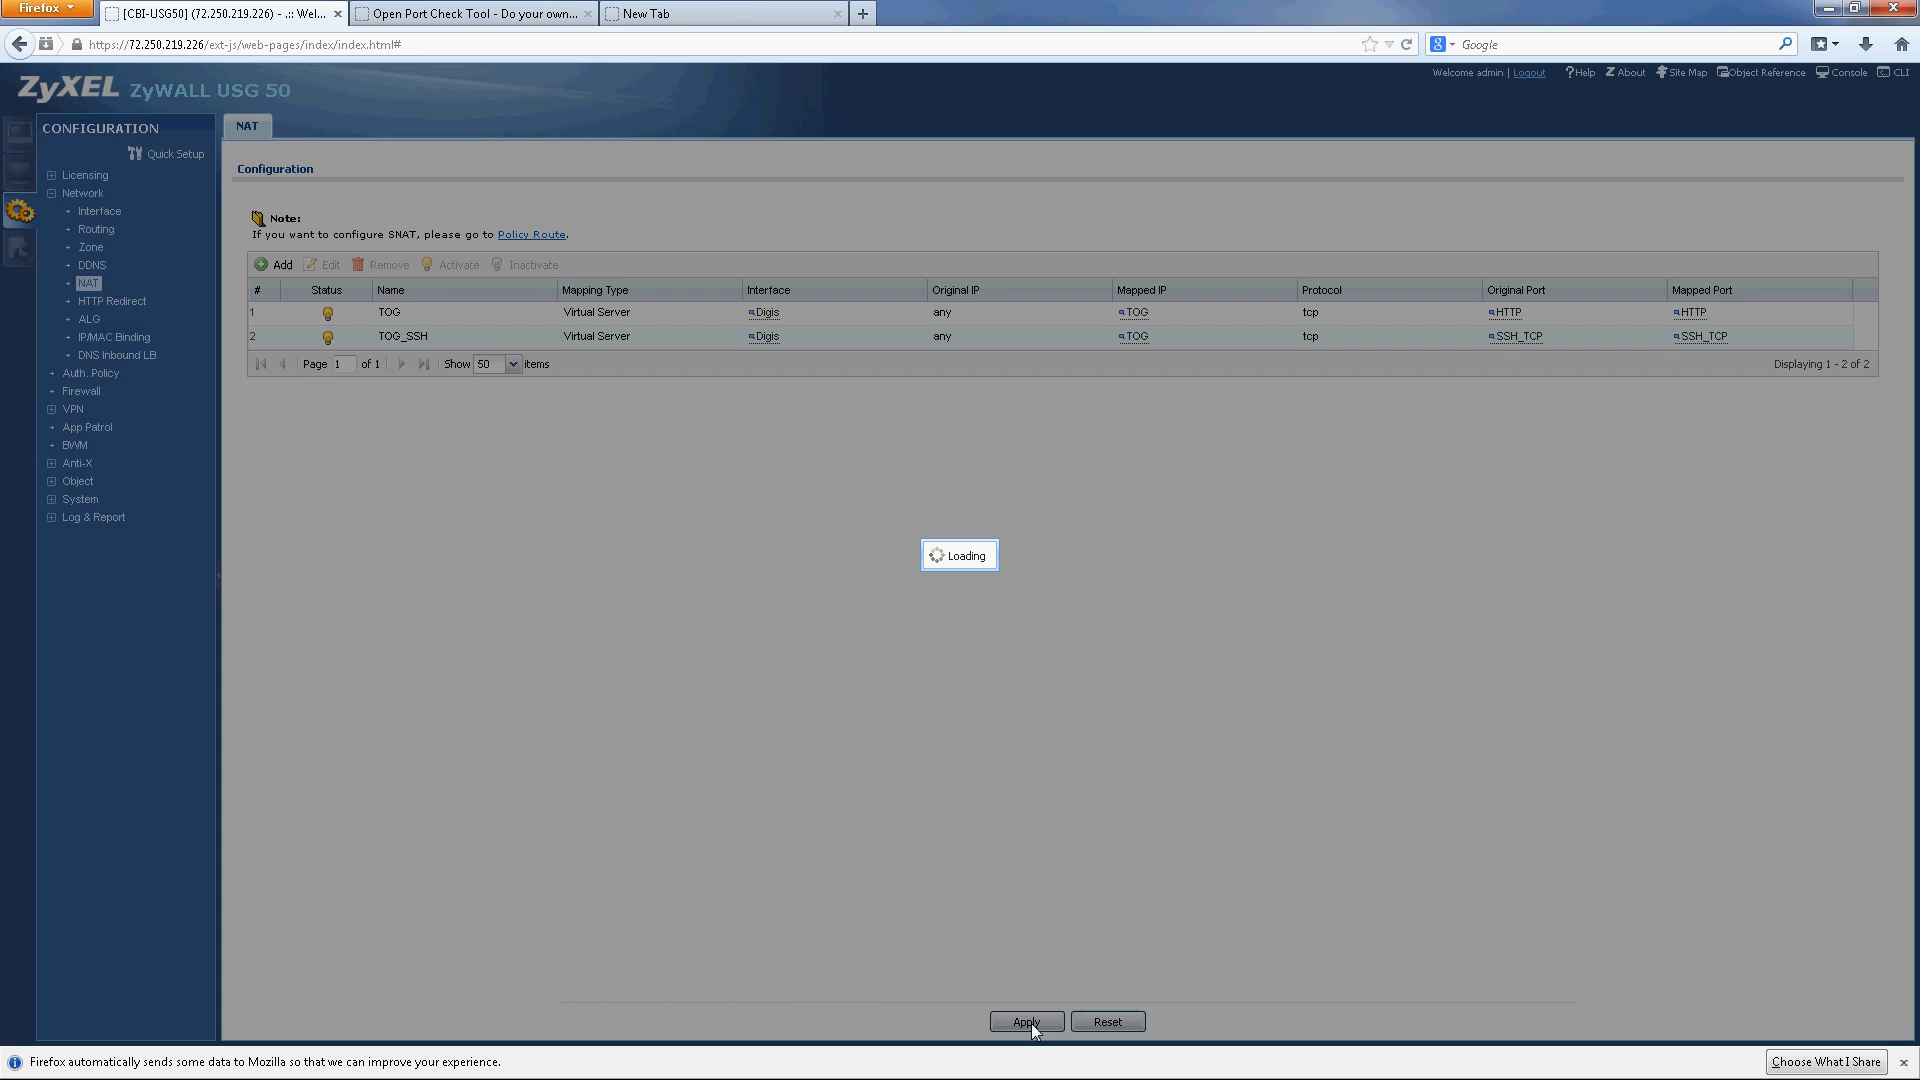 Firefox
[CBI-USG50] (72.250.219.226) - .:: Wel...
Open Port Check Tool - Do your own...
New Tab
https://72.250.219.226/ext-js/web-pages/index/index.html#
Google
ZyXEL ZyWALL USG 50
Welcome admin | Logout ?Help Z About Site Map Object Reference Console CLI
CONFIGURATION
Quick Setup
Licensing
Network
Interface
Routing
Zone
DDNS
NAT
HTTP Redirect
ALG
IP/MAC Binding
DNS Inbound LB
Auth. Policy
Firewall
VPN
App Patrol
BWM
Anti-X
Object
System
Log & Report
NAT
Configuration
Note:
If you want to configure SNAT, please go to Policy Route.
Add Edit Remove Activate Inactivate
# Status Name Mapping Type Interface Original IP Mapped IP Protocol Original Port Mapped Port
1 TOG Virtual Server Digis any TOG tcp HTTP HTTP
2 TOG_SSH Virtual Server Digis any TOG tcp SSH_TCP SSH_TCP
Page 1 of 1 Show 50 items Displaying 1 - 2 of 2
Loading
Apply Reset
Firefox automatically sends some data to Mozilla so that we can improve your experience.
Choose What I Share